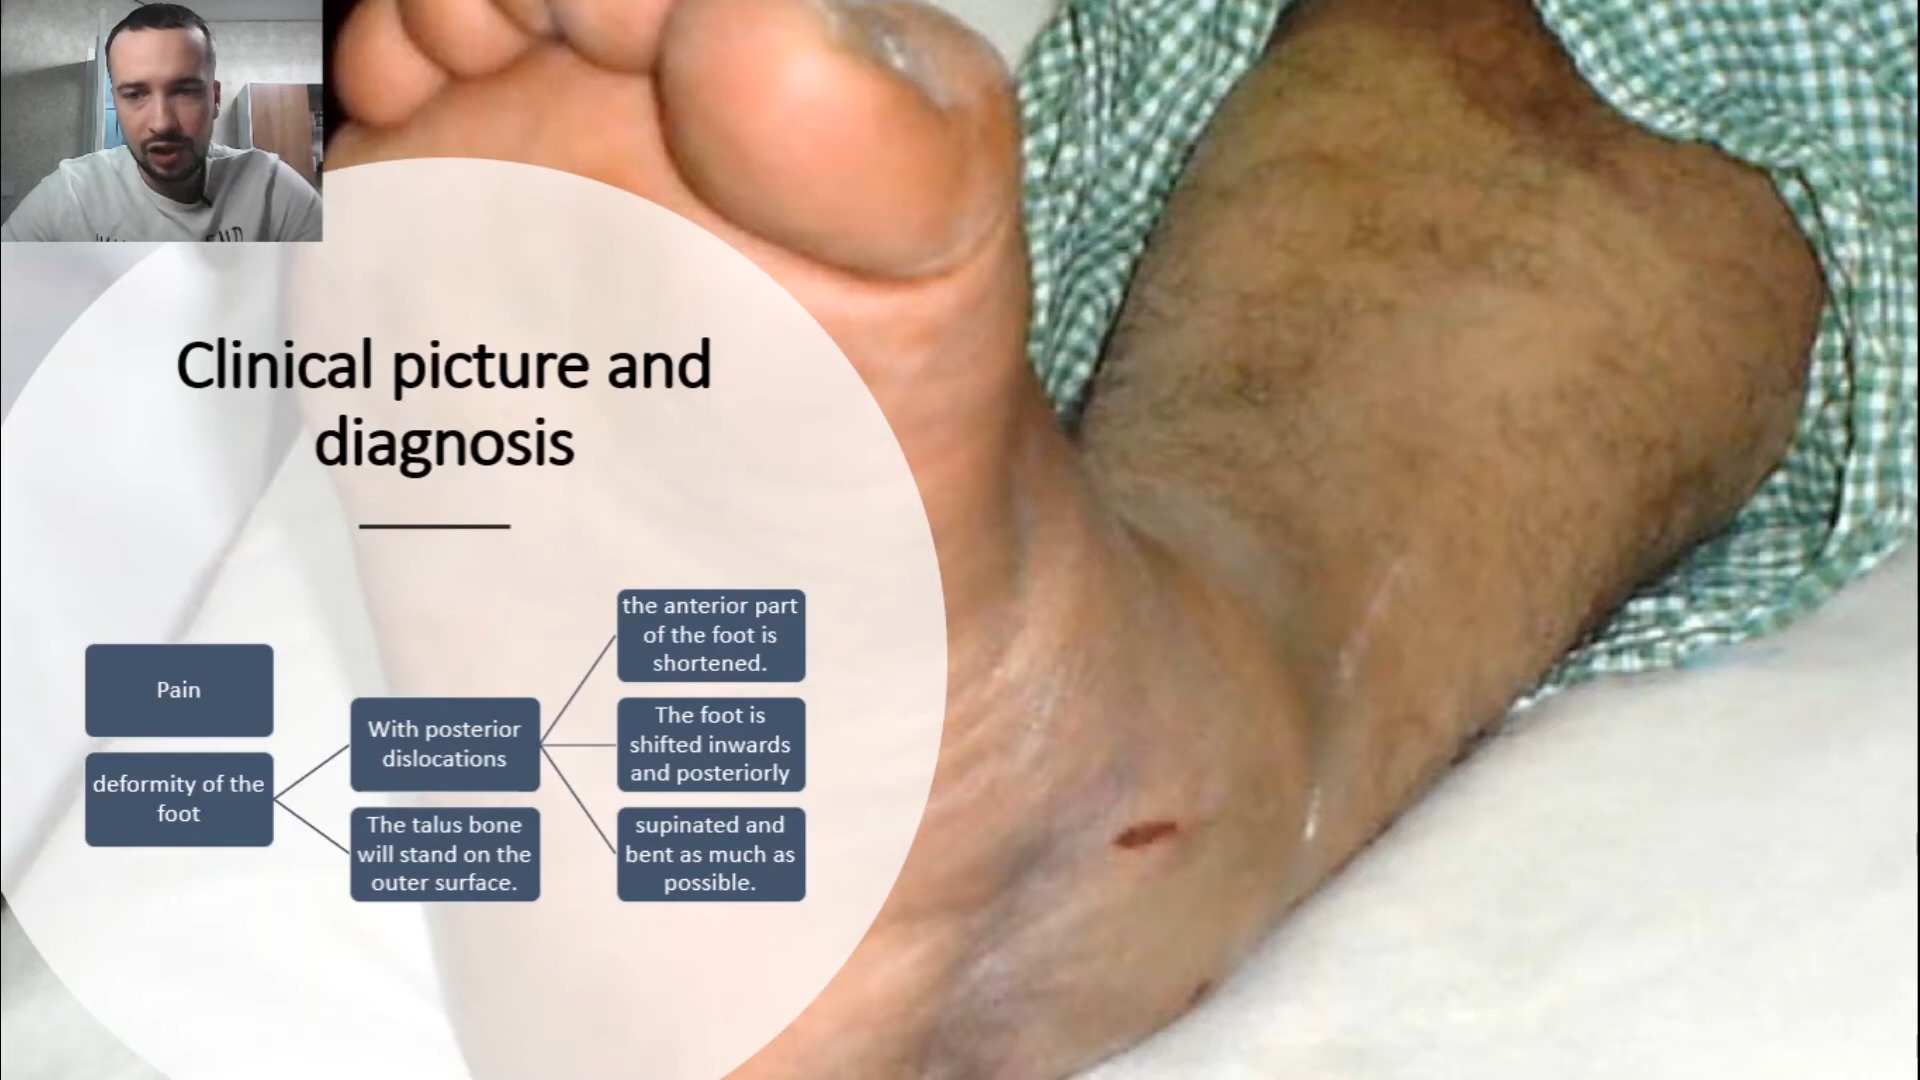 Clinical picture and
diagnosis
Pain
deformity of the
foot
With posterior
dislocations
The talus bone
will stand on the
outer surface.
the anterior part
of the foot is
shortened.
The foot is
shifted inwards
and posteriorly
supinated and
bent as much as
possible.